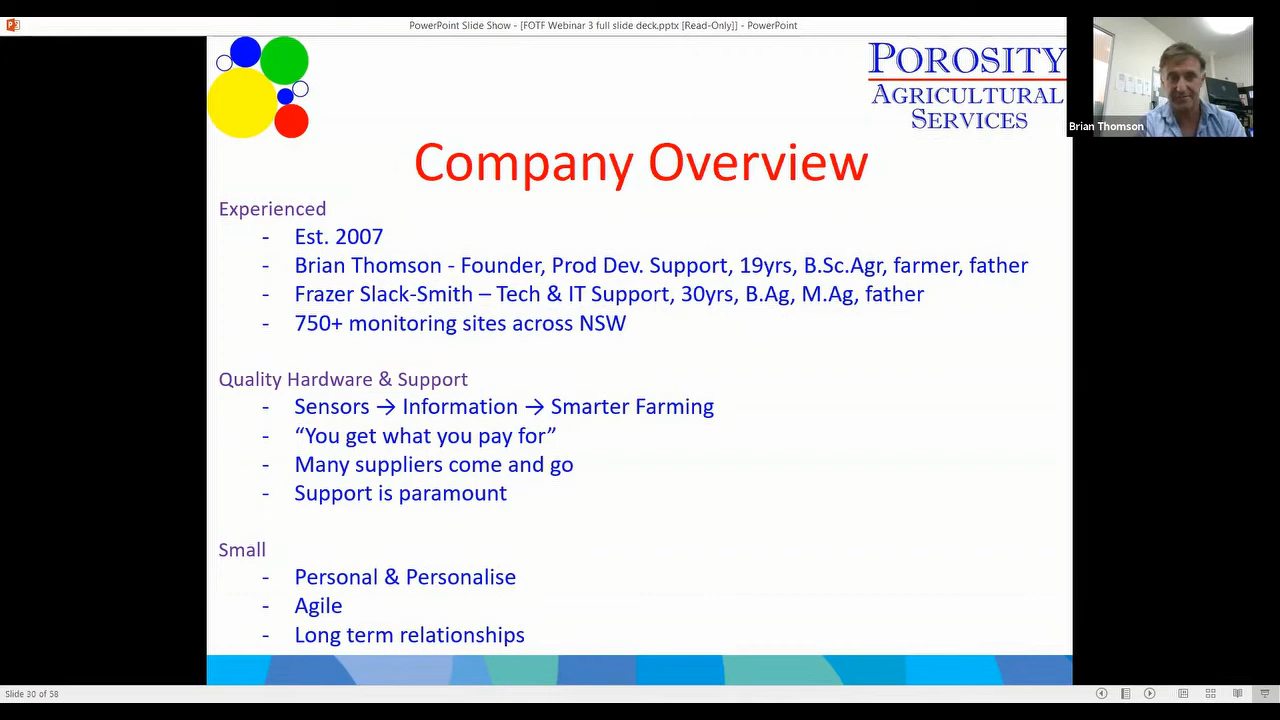 PowerPoint Slide Show - [FOTF Webinar 3 full slide deck.pptx [Read-Only]] - PowerPoint
POROSITY
AGRICULTURAL
SERVICES
Brian Thomson
Company Overview
Experienced
- Est. 2007
- Brian Thomson - Founder, Prod Dev. Support, 19yrs, B.Sc.Agr, farmer, father
- Frazer Slack-Smith – Tech & IT Support, 30yrs, B.Ag, M.Ag, father
- 750+ monitoring sites across NSW
Quality Hardware & Support
- Sensors → Information → Smarter Farming
- “You get what you pay for”
- Many suppliers come and go
- Support is paramount
Small
- Personal & Personalise
- Agile
- Long term relationships
Slide 30 of 58